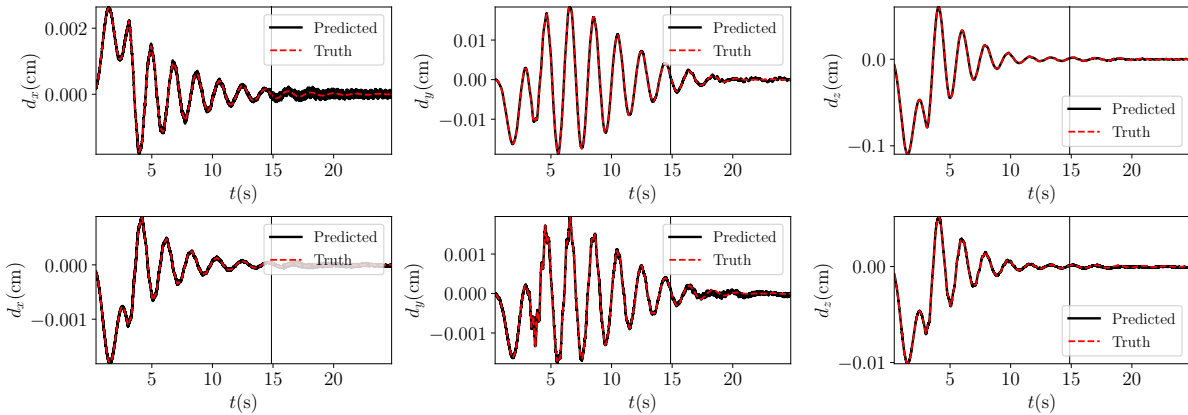 0.002
0.000
d_x(cm)
5 10 15 20
t(s)
Predicted
Truth
0.01
0.00
−0.01
d_y(cm)
5 10 15 20
t(s)
Predicted
Truth
0.0
−0.1
d_z(cm)
5 10 15 20
t(s)
Predicted
Truth
0.000
−0.001
d_x(cm)
5 10 15 20
t(s)
Predicted
Truth
0.001
0.000
−0.001
d_y(cm)
5 10 15 20
t(s)
Predicted
Truth
0.00
−0.01
d_z(cm)
5 10 15 20
t(s)
Predicted
Truth